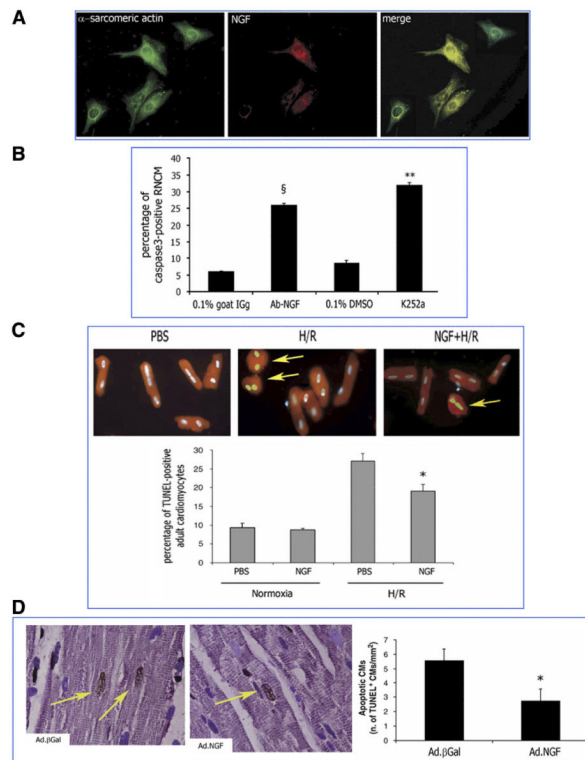 A
α-sarcomeric actin NGF merge
B
percentage of
caspase3-positive RNCM
40
35
30
25
20
15
10
5
0
§
**
0.1% goat IGg Ab-NGF 0.1% DMSO K252a
C
PBS H/R NGF+H/R
percentage of TUNEL-positive
adult cardiomyocytes
30
25
20
15
10
5
0
*
PBS NGF PBS NGF
Normoxia H/R
D
Ad.βGal
Ad.NGF
Apoptotic CMs
(n. of TUNEL⁺ CMs/mm²)
8
7
6
5
4
3
2
1
0
*
Ad.βGal Ad.NGF